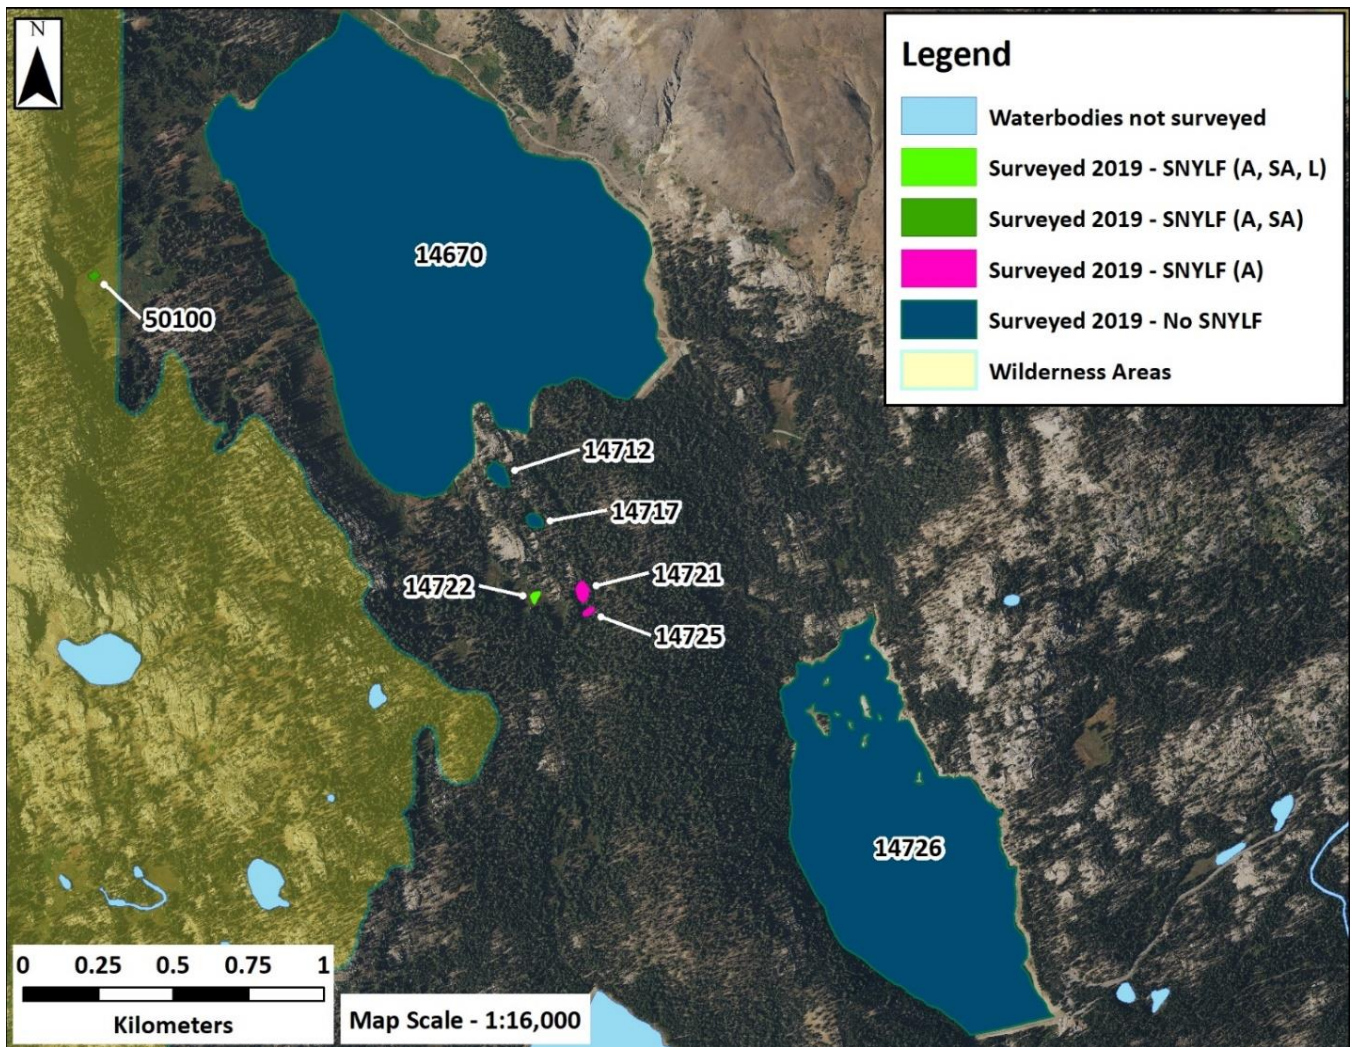 N
Legend
Waterbodies not surveyed
Surveyed 2019 - SNYLF (A, SA, L)
Surveyed 2019 - SNYLF (A, SA)
Surveyed 2019 - SNYLF (A)
Surveyed 2019 - No SNYLF
Wilderness Areas
14670
50100
14712
14717
14721
14722
14725
14726
0 0.25 0.5 0.75 1
Kilometers
Map Scale - 1:16,000